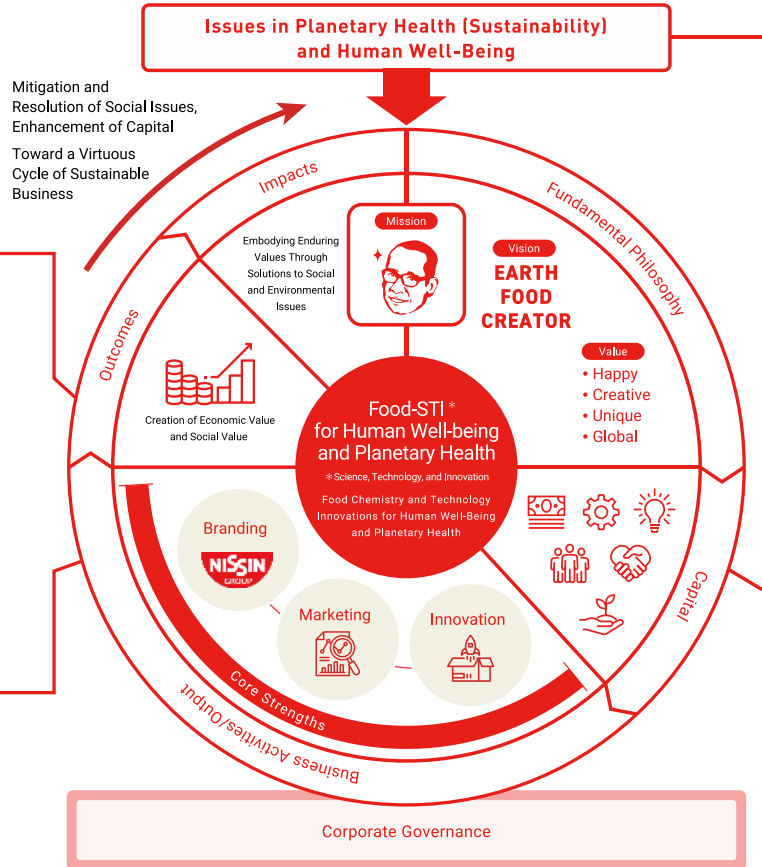 Issues in Planetary Health (Sustainability)
and Human Well-Being
Mitigation and
Resolution of Social Issues,
Enhancement of Capital
Toward a Virtuous
Cycle of Sustainable
Business
Impacts
Fundamental Philosophy
Mission
Embodying Enduring
Values Through
Solutions to Social
and Environmental
Issues
Vision
EARTH
FOOD
CREATOR
Value
• Happy
• Creative
• Unique
• Global
Outcomes
Creation of Economic Value
and Social Value
Food-STI *
for Human Well-being
and Planetary Health
*Science, Technology, and Innovation
Food Chemistry and Technology
Innovations for Human Well-Being
and Planetary Health
Capital
Branding
NISSIN
GROUP
Marketing
Innovation
Core Strengths
Business Activities/Output
Corporate Governance